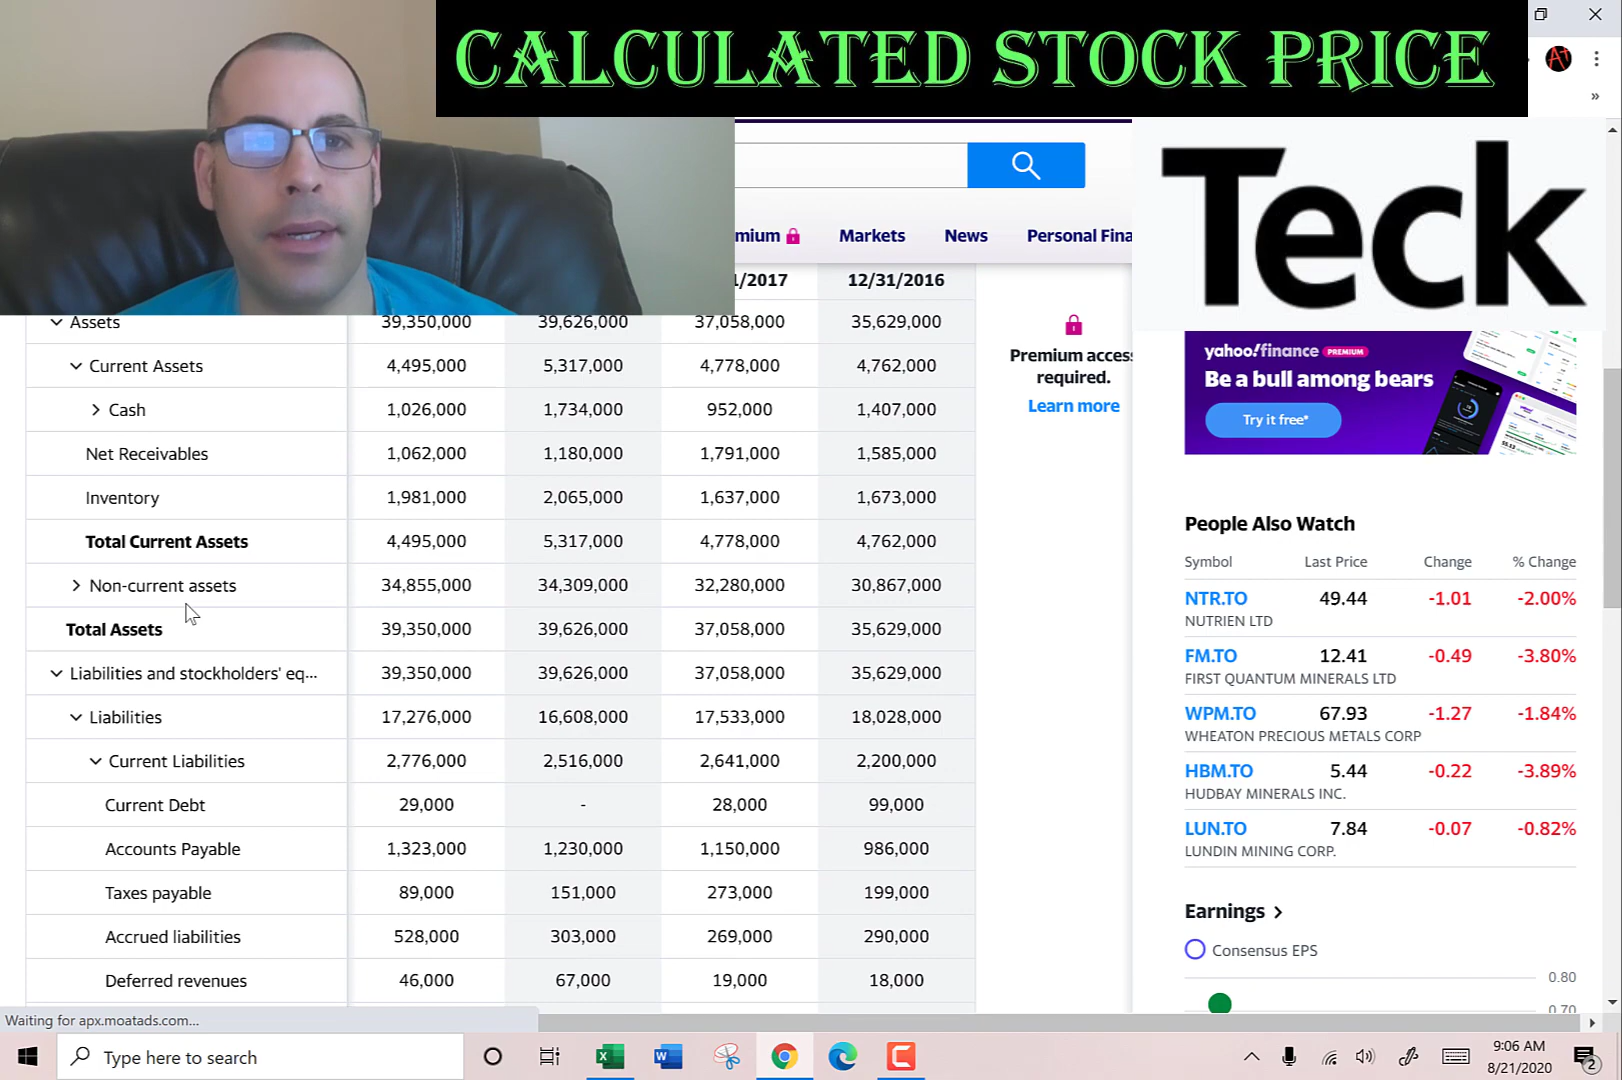 CALCULATED STOCK PRICE
Teck
mium
Markets
News
Personal Fina
1/2017 12/31/2016
Assets 39,350,000 39,626,000 37,058,000 35,629,000
Current Assets 4,495,000 5,317,000 4,778,000 4,762,000
Cash 1,026,000 1,734,000 952,000 1,407,000
Net Receivables 1,062,000 1,180,000 1,791,000 1,585,000
Inventory 1,981,000 2,065,000 1,637,000 1,673,000
Total Current Assets 4,495,000 5,317,000 4,778,000 4,762,000
Non-current assets 34,855,000 34,309,000 32,280,000 30,867,000
Total Assets 39,350,000 39,626,000 37,058,000 35,629,000
Liabilities and stockholders' eq... 39,350,000 39,626,000 37,058,000 35,629,000
Liabilities 17,276,000 16,608,000 17,533,000 18,028,000
Current Liabilities 2,776,000 2,516,000 2,641,000 2,200,000
Current Debt 29,000 - 28,000 99,000
Accounts Payable 1,323,000 1,230,000 1,150,000 986,000
Taxes payable 89,000 151,000 273,000 199,000
Accrued liabilities 528,000 303,000 269,000 290,000
Deferred revenues 46,000 67,000 19,000 18,000
Premium access
required.
Learn more
yahoo!finance PREMIUM
Be a bull among bears
Try it free*
People Also Watch
Symbol Last Price Change % Change
NTR.TO 49.44 -1.01 -2.00%
NUTRIEN LTD
FM.TO 12.41 -0.49 -3.80%
FIRST QUANTUM MINERALS LTD
WPM.TO 67.93 -1.27 -1.84%
WHEATON PRECIOUS METALS CORP
HBM.TO 5.44 -0.22 -3.89%
HUDBAY MINERALS INC.
LUN.TO 7.84 -0.07 -0.82%
LUNDIN MINING CORP.
Earnings
Consensus EPS
0.80
0.70
Waiting for apx.moatads.com...
Type here to search
9:06 AM
8/21/2020
2